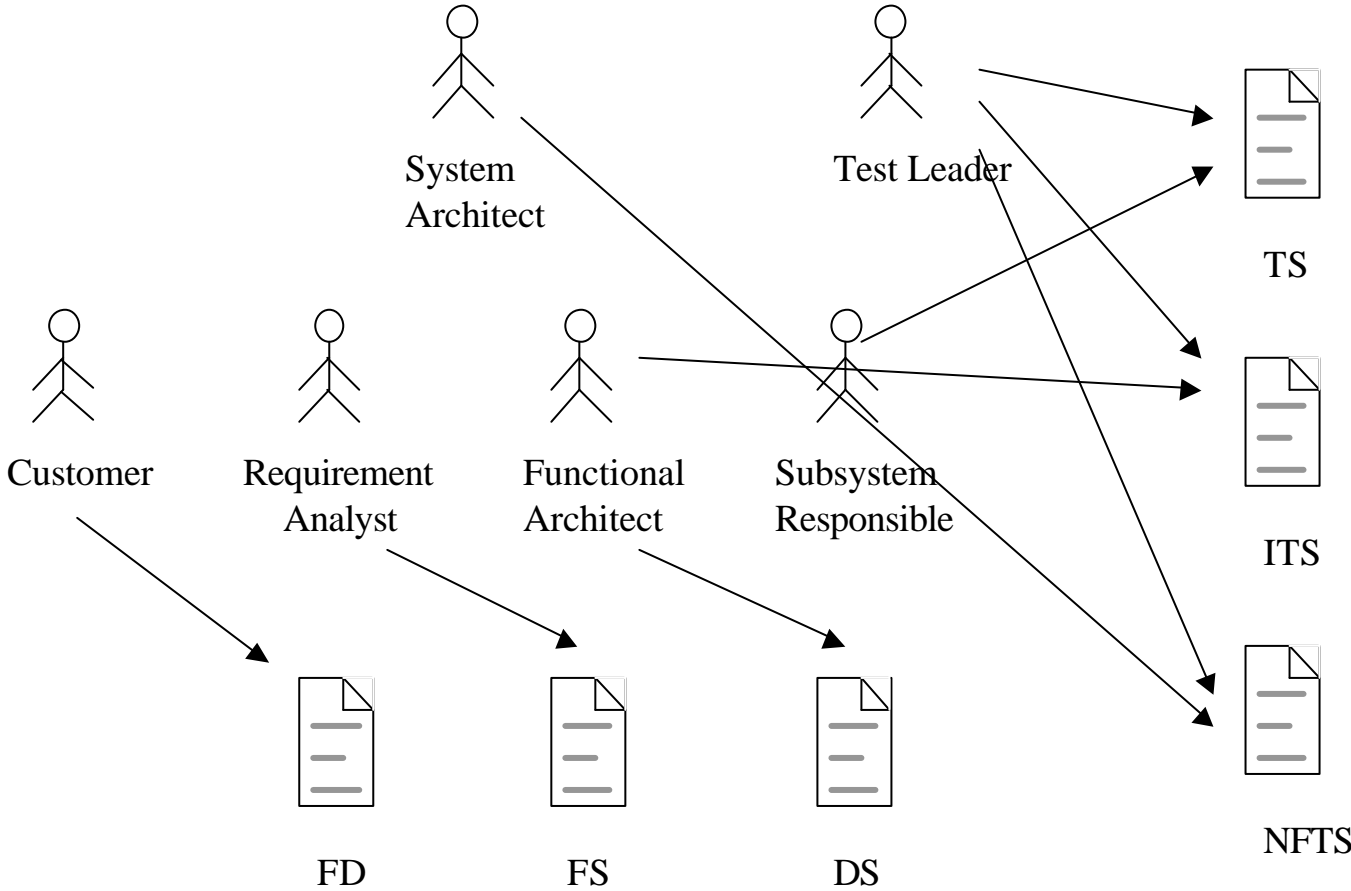 System
Architect
Test Leader
TS
Customer
Requirement
Analyst
Functional
Architect
Subsystem
Responsible
ITS
NFTS
FD
FS
DS